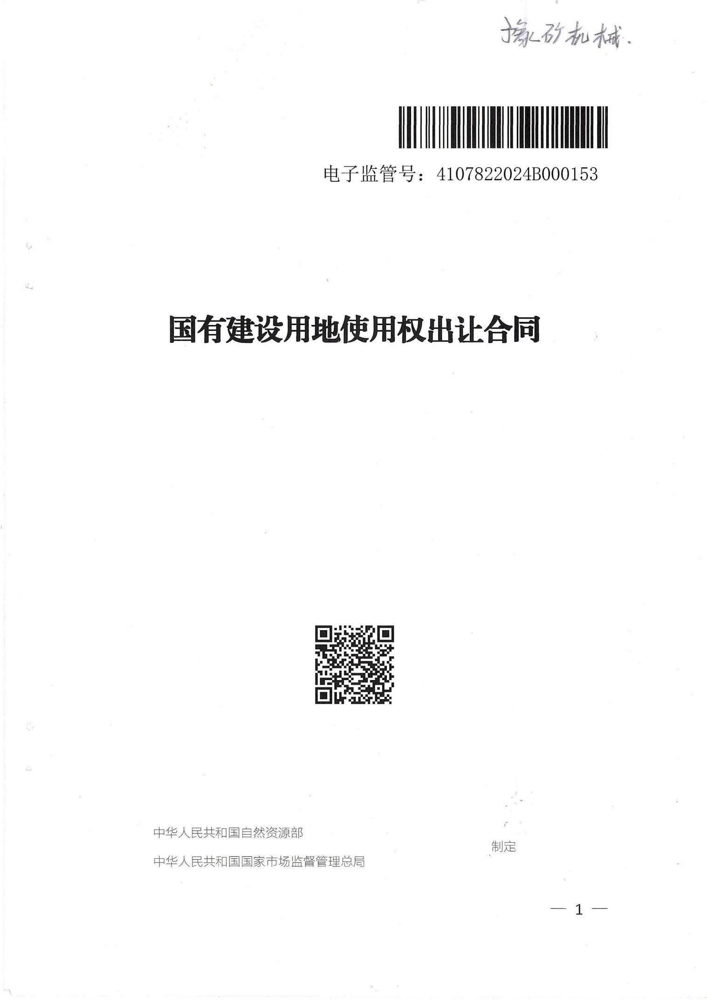 豫矿机械.
电子监管号：4107822024B000153
国有建设用地使用权出让合同
中华人民共和国自然资源部
制定
中华人民共和国国家市场监督管理总局
— 1 —